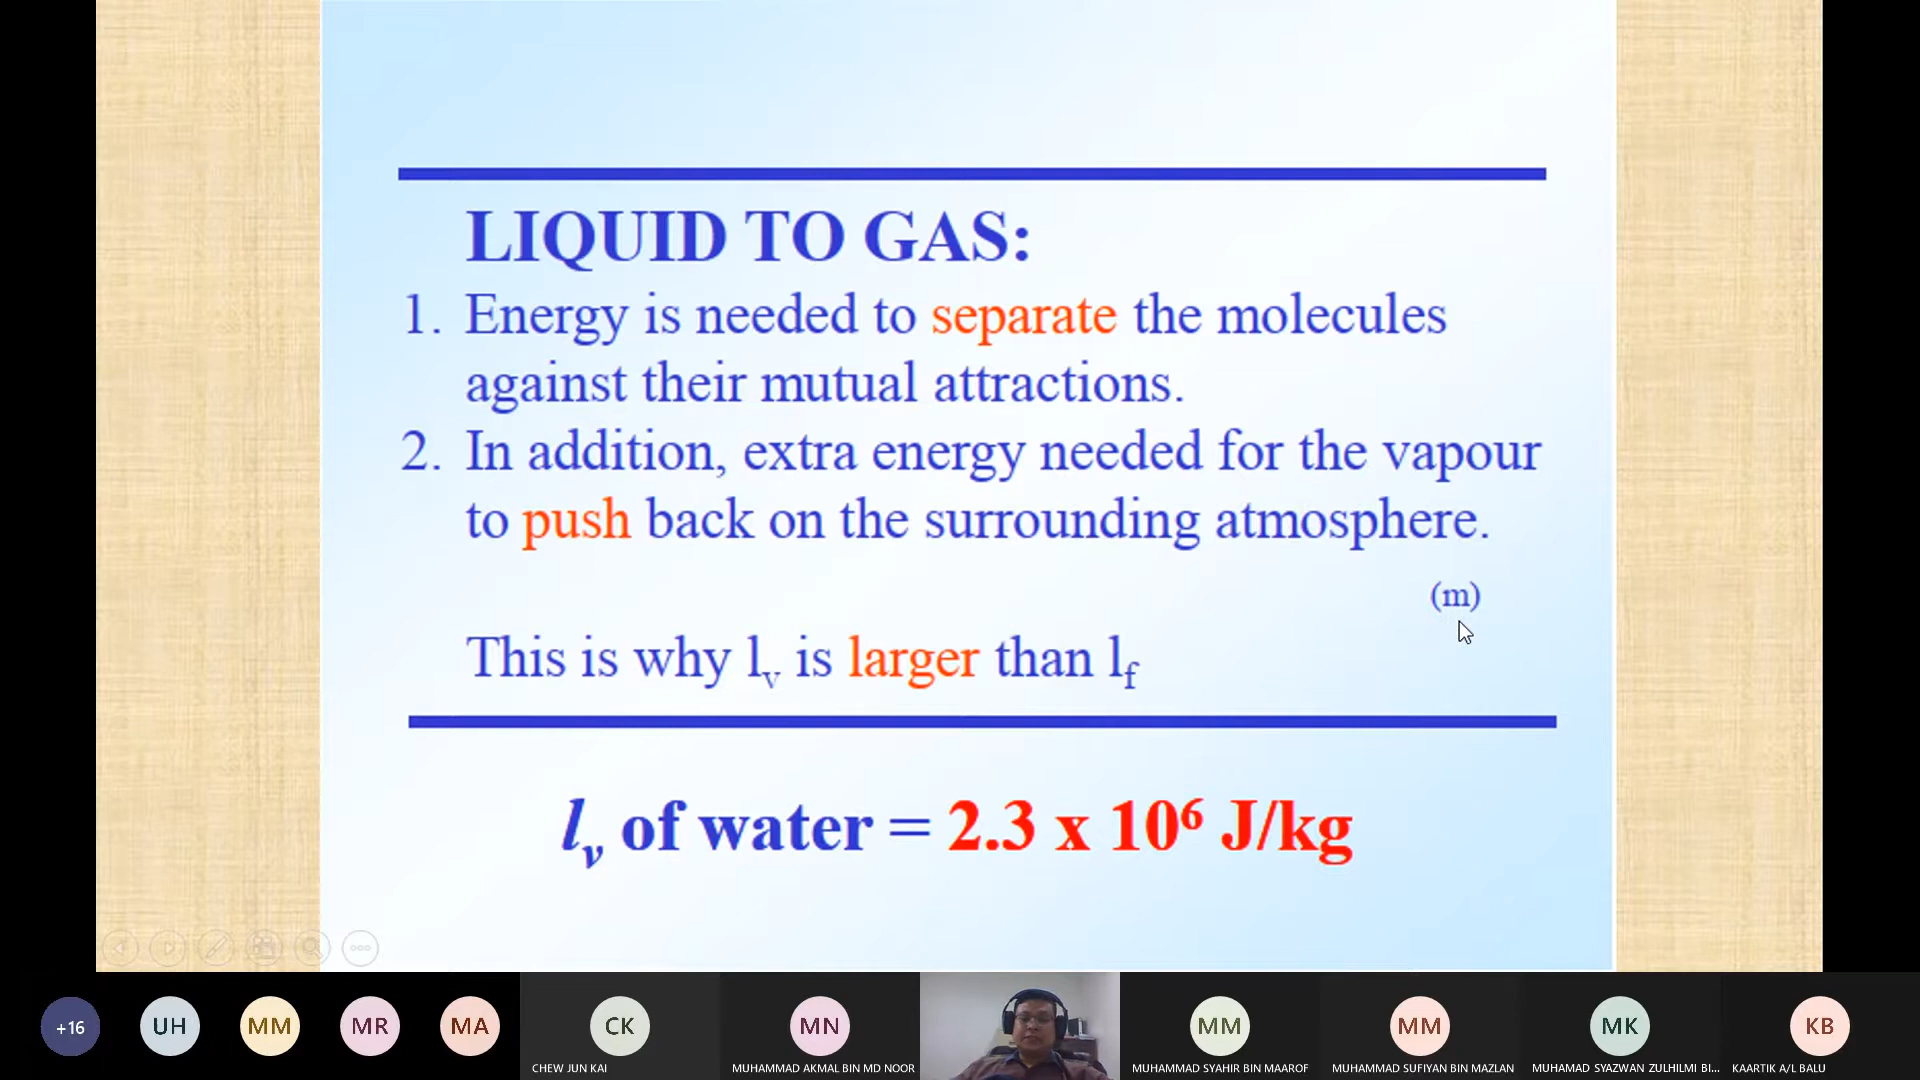 LIQUID TO GAS:
1. Energy is needed to separate the molecules
against their mutual attractions.
2. In addition, extra energy needed for the vapour
to push back on the surrounding atmosphere.
(m)
This is why lv is larger than lf
lv of water = 2.3 x 10⁶ J/kg
+16
UH
MM
MR
MA
CK
MN
MM
MM
MK
KB
CHEW JUN KAI
MUHAMMAD AKMAL BIN MD NOOR
MUHAMMAD SYAHIR BIN MAAROF
MUHAMMAD SUFIYAN BIN MAZLAN
MUHAMAD SYAZWAN ZULHILMI BI...
KAARTIK A/L BALU